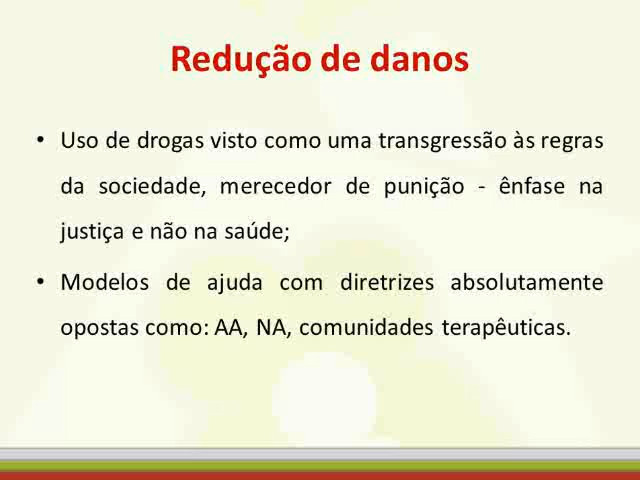 Redução de danos
• Uso de drogas visto como uma transgressão às regras
da sociedade, merecedor de punição - ênfase na
justiça e não na saúde;
• Modelos de ajuda com diretrizes absolutamente
opostas como: AA, NA, comunidades terapêuticas.